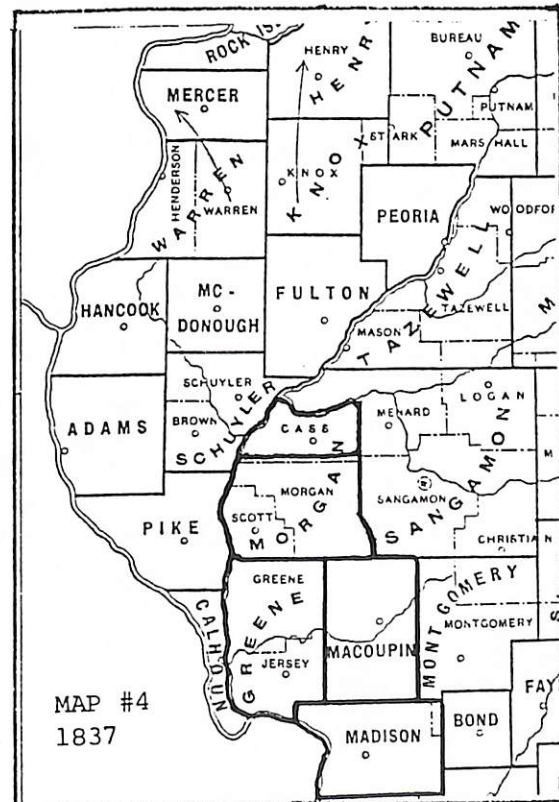 ROCK IS
HENRY
HENR
BUREAU
PUTNAM
PUTNAM
MERCER
STARK
MARSHALL
KNOX
KNOX
HENDERSON
WARREN
WARREN
PEORIA
WOODFOR
TAZEWELL
TAZEWELL
M
HANCOCK
MC-
DONOUGH
FULTON
MASON
SCHUYLER
SCHUYLER
LOGAN
MENARD
ADAMS
BROWN
CASS
M
SANGAMON
SANGAMON
MORGAN
MORGAN
SCOTT
PIKE
CHRISTIAN
GREENE
GREENE
MONTGOMERY
MONTGOMERY
S
CALHOUN
JERSEY
MACOUPIN
FAY
BOND
MADISON
MAP #4
1837